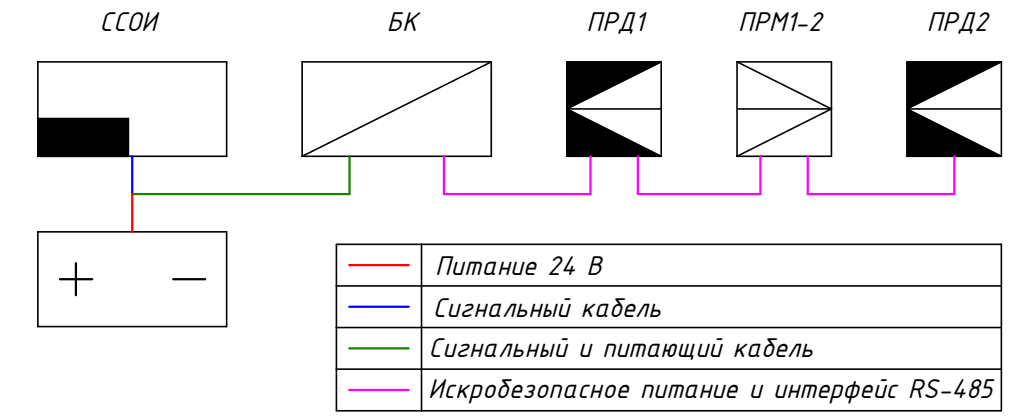 ССОИ БК ПРД1 ПРМ1-2 ПРД2
+ −
Питание 24 В
Сигнальный кабель
Сигнальный и питающий кабель
Искробезопасное питание и интерфейс RS-485